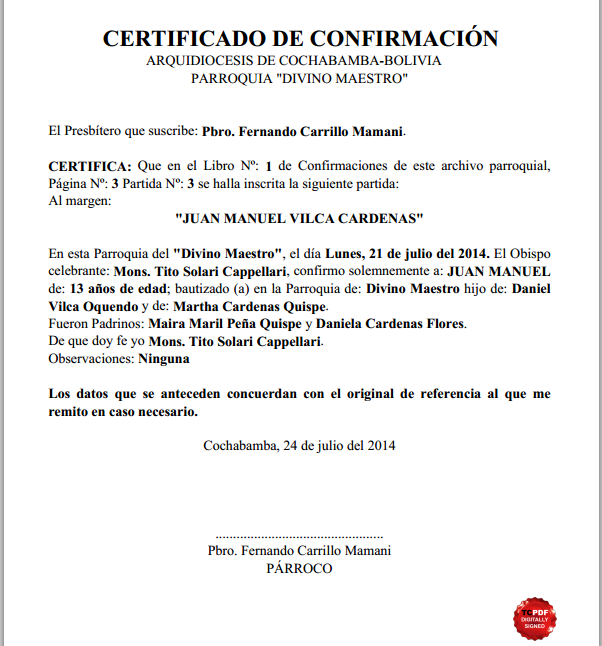 CERTIFICADO DE CONFIRMACIÓN
ARQUIDIOCESIS DE COCHABAMBA-BOLIVIA
PARROQUIA "DIVINO MAESTRO"
El Presbítero que suscribe: Pbro. Fernando Carrillo Mamani.
CERTIFICA: Que en el Libro Nº: 1 de Confirmaciones de este archivo parroquial,
Página Nº: 3 Partida Nº: 3 se halla inscrita la siguiente partida:
Al margen:
"JUAN MANUEL VILCA CARDENAS"
En esta Parroquia del "Divino Maestro", el día Lunes, 21 de julio del 2014. El Obispo
celebrante: Mons. Tito Solari Cappellari, confirmo solemnemente a: JUAN MANUEL
de: 13 años de edad; bautizado (a) en la Parroquia de: Divino Maestro hijo de: Daniel
Vilca Oquendo y de: Martha Cardenas Quispe.
Fueron Padrinos: Maira Maril Peña Quispe y Daniela Cardenas Flores.
De que doy fe yo Mons. Tito Solari Cappellari.
Observaciones: Ninguna
Los datos que se anteceden concuerdan con el original de referencia al que me
remito en caso necesario.
Cochabamba, 24 de julio del 2014
................................................
Pbro. Fernando Carrillo Mamani
PÁRROCO
TCPDF
DIGITALLY
SIGNED